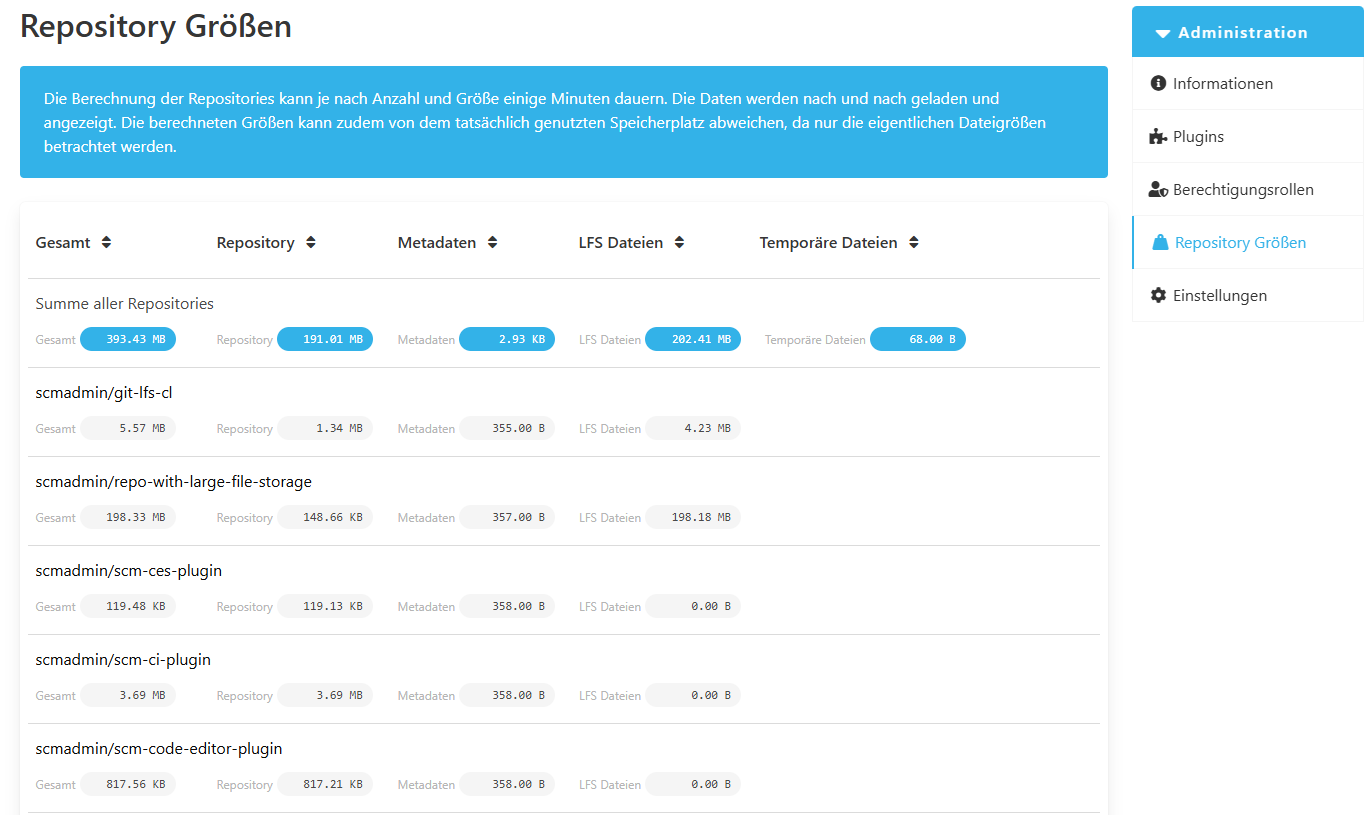 Repository Größen
Die Berechnung der Repositories kann je nach Anzahl und Größe einige Minuten dauern. Die Daten werden nach und nach geladen und
angezeigt. Die berechneten Größen kann zudem von dem tatsächlich genutzten Speicherplatz abweichen, da nur die eigentlichen Dateigrößen
betrachtet werden.
Gesamt Repository Metadaten LFS Dateien Temporäre Dateien
Summe aller Repositories
Gesamt 393.43 MB Repository 191.01 MB Metadaten 2.93 KB LFS Dateien 202.41 MB Temporäre Dateien 68.00 B
scmadmin/git-lfs-cl
Gesamt 5.57 MB Repository 1.34 MB Metadaten 355.00 B LFS Dateien 4.23 MB
scmadmin/repo-with-large-file-storage
Gesamt 198.33 MB Repository 148.66 KB Metadaten 357.00 B LFS Dateien 198.18 MB
scmadmin/scm-ces-plugin
Gesamt 119.48 KB Repository 119.13 KB Metadaten 358.00 B LFS Dateien 0.00 B
scmadmin/scm-ci-plugin
Gesamt 3.69 MB Repository 3.69 MB Metadaten 358.00 B LFS Dateien 0.00 B
scmadmin/scm-code-editor-plugin
Gesamt 817.56 KB Repository 817.21 KB Metadaten 358.00 B LFS Dateien 0.00 B
Administration
Informationen
Plugins
Berechtigungsrollen
Repository Größen
Einstellungen